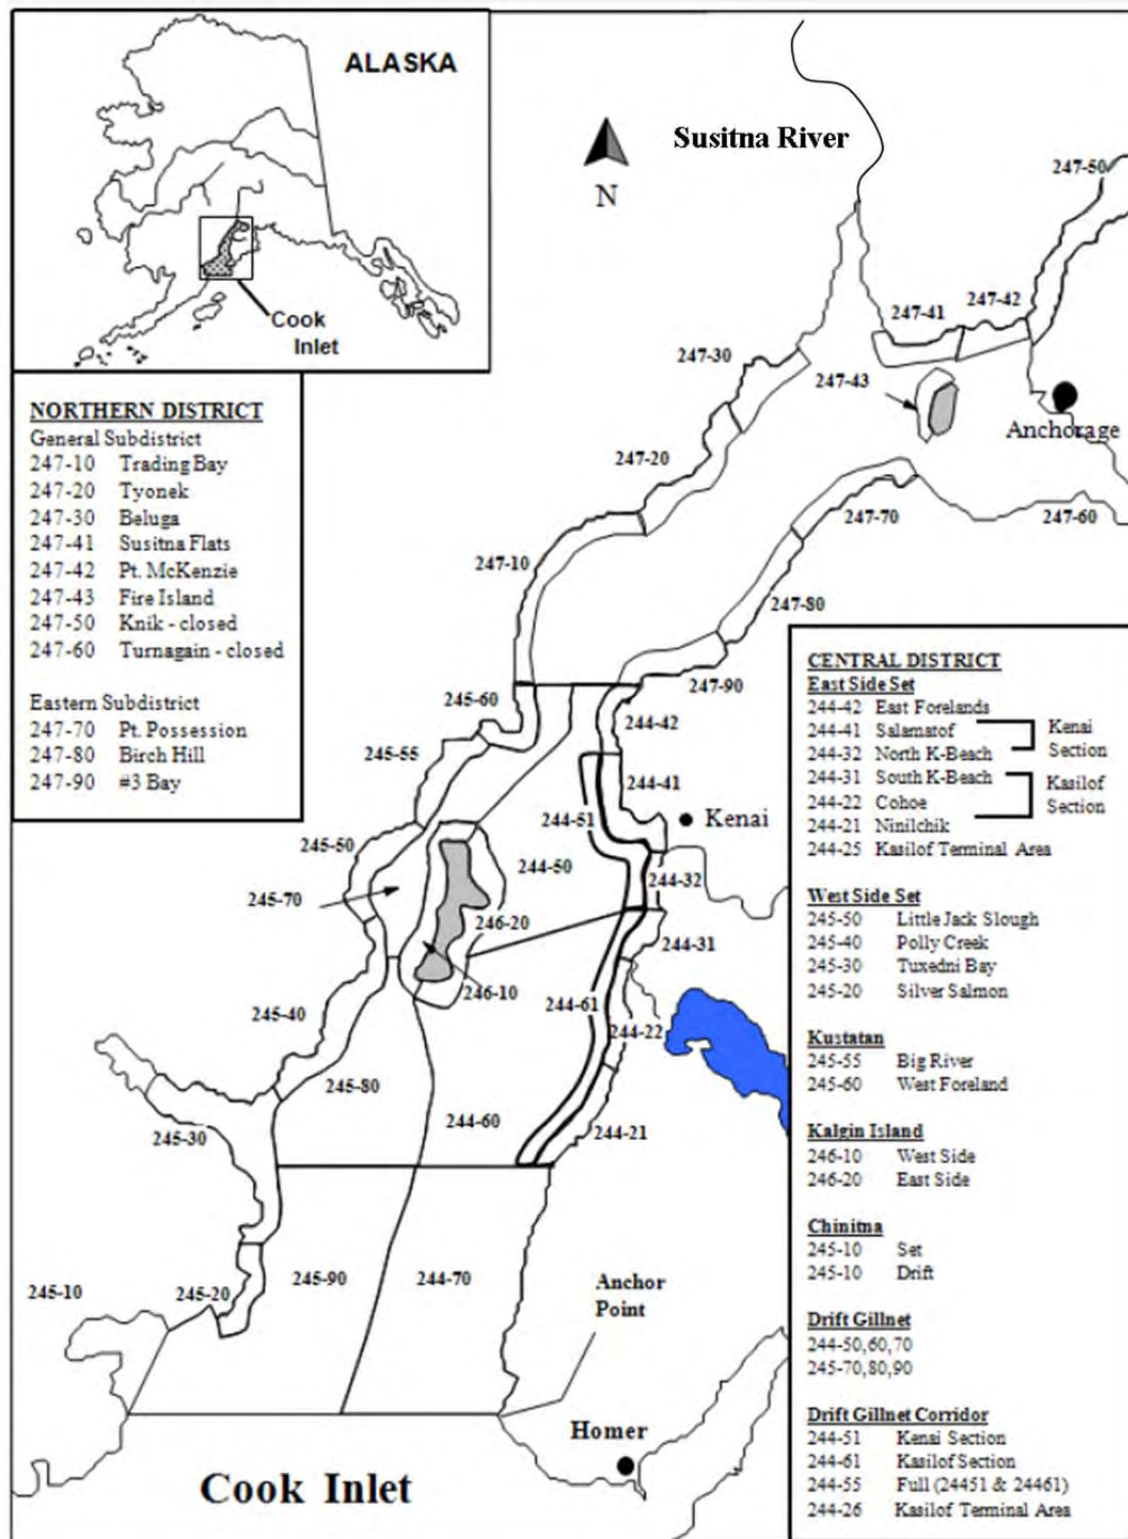 ALASKA
Cook
Inlet
N
Susitna River
NORTHERN DISTRICT
General Subdistrict
247-10 Trading Bay
247-20 Tyonek
247-30 Beluga
247-41 Susitna Flats
247-42 Pt. McKenzie
247-43 Fire Island
247-50 Knik - closed
247-60 Turnagain - closed
Eastern Subdistrict
247-70 Pt. Possession
247-80 Birch Hill
247-90 #3 Bay
247-50
247-41
247-42
247-30
247-43
Anchorage
247-20
247-70
247-60
247-10
247-80
247-90
245-60
244-42
245-55
244-41
244-51
Kenai
245-50
244-50
244-32
245-70
246-20
244-31
246-10
244-61
245-40
244-22
245-80
244-60
244-21
245-30
245-90
244-70
245-10
245-20
Anchor
Point
Homer
Cook Inlet
CENTRAL DISTRICT
East Side Set
244-42 East Forelands
244-41 Salamatof
244-32 North K-Beach
Kenai
Section
244-31 South K-Beach
244-22 Cohoe
Kasilof
Section
244-21 Ninilchik
244-25 Kasilof Terminal Area
West Side Set
245-50 Little Jack Slough
245-40 Polly Creek
245-30 Tuxedni Bay
245-20 Silver Salmon
Kustatan
245-55 Big River
245-60 West Foreland
Kalgin Island
246-10 West Side
246-20 East Side
Chinitna
245-10 Set
245-10 Drift
Drift Gillnet
244-50,60,70
245-70,80,90
Drift Gillnet Corridor
244-51 Kenai Section
244-61 Kasilof Section
244-55 Full (24451 & 24461)
244-26 Kasilof Terminal Area